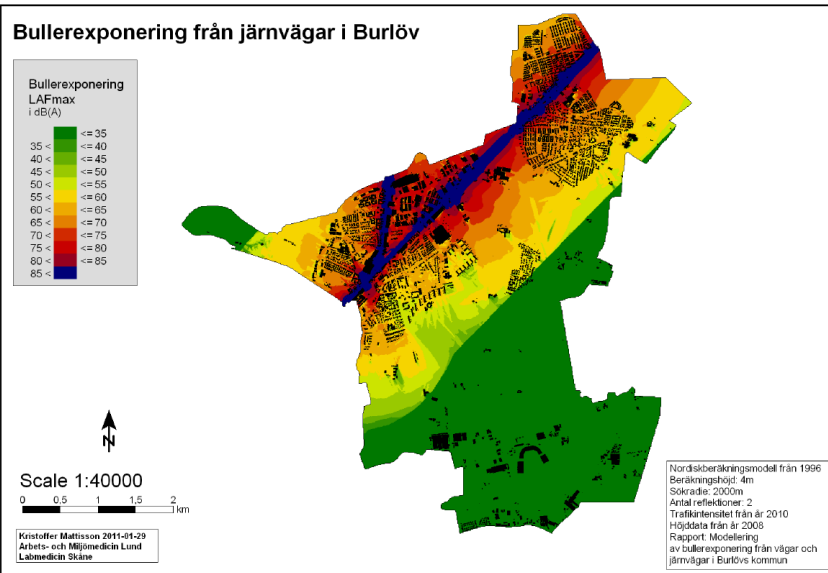 Bullerexponering från järnvägar i Burlöv
Bullerexponering
LAFmax
i dB(A)
<= 35
35 < <= 40
40 < <= 45
45 < <= 50
50 < <= 55
55 < <= 60
60 < <= 65
65 < <= 70
70 < <= 75
75 < <= 80
80 < <= 85
85 <
N
Scale 1:40000
0 0,5 1 1,5 2
km
Kristoffer Mattisson 2011-01-29
Arbets- och Miljömedicin Lund
Labmedicin Skåne
Nordiskberäkningsmodell från 1996
Beräkningshöjd: 4m
Sökradie: 2000m
Antal reflektioner: 2
Trafikintensitet från år 2010
Höjddata från år 2008
Rapport: Modellering
av bullerexponering från vägar och
järnvägar i Burlövs kommun